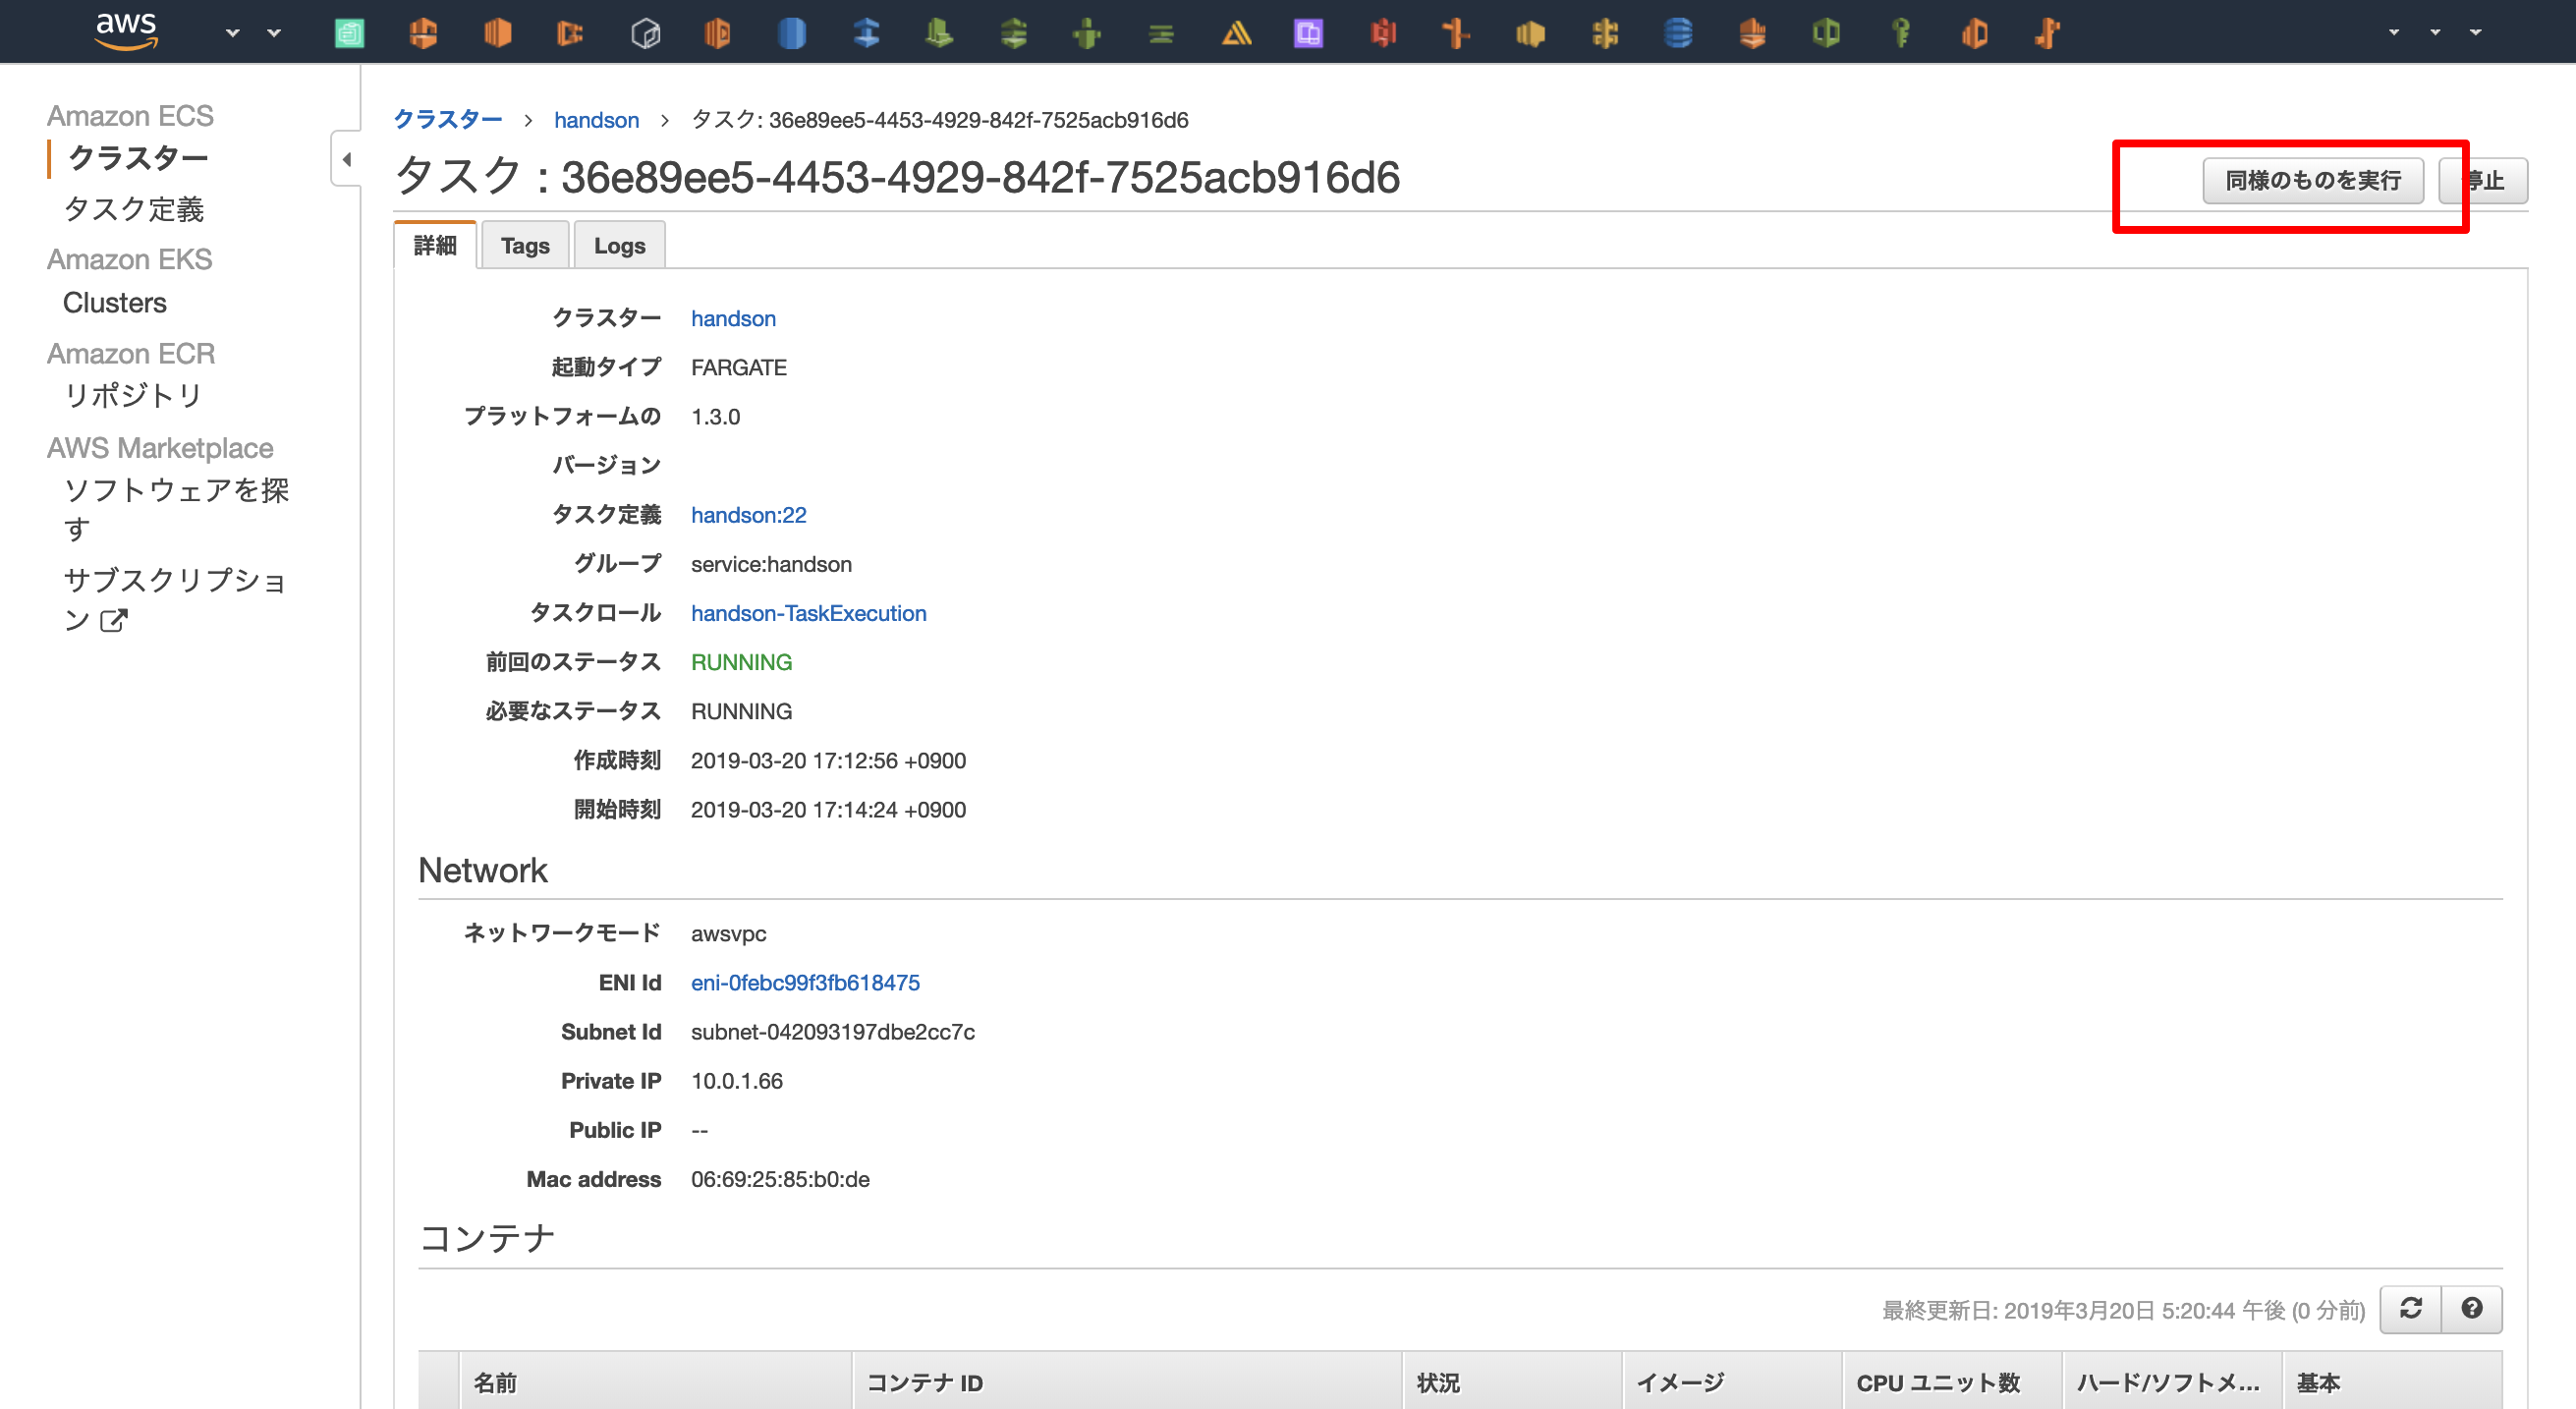 aws
Amazon ECS
クラスター
タスク定義
Amazon EKS
Clusters
Amazon ECR
リポジトリ
AWS Marketplace
ソフトウェアを探
す
サブスクリプショ
ン
クラスター > handson > タスク: 36e89ee5-4453-4929-842f-7525acb916d6
タスク : 36e89ee5-4453-4929-842f-7525acb916d6
同様のものを実行 停止
詳細 Tags Logs
クラスター handson
起動タイプ FARGATE
プラットフォームの 1.3.0
バージョン
タスク定義 handson:22
グループ service:handson
タスクロール handson-TaskExecution
前回のステータス RUNNING
必要なステータス RUNNING
作成時刻 2019-03-20 17:12:56 +0900
開始時刻 2019-03-20 17:14:24 +0900
Network
ネットワークモード awsvpc
ENI Id eni-0febc99f3fb618475
Subnet Id subnet-042093197dbe2cc7c
Private IP 10.0.1.66
Public IP --
Mac address 06:69:25:85:b0:de
コンテナ
最終更新日: 2019年3月20日 5:20:44 午後 (0 分前)
名前 コンテナ ID 状況 イメージ CPU ユニット数 ハード/ソフトメ... 基本